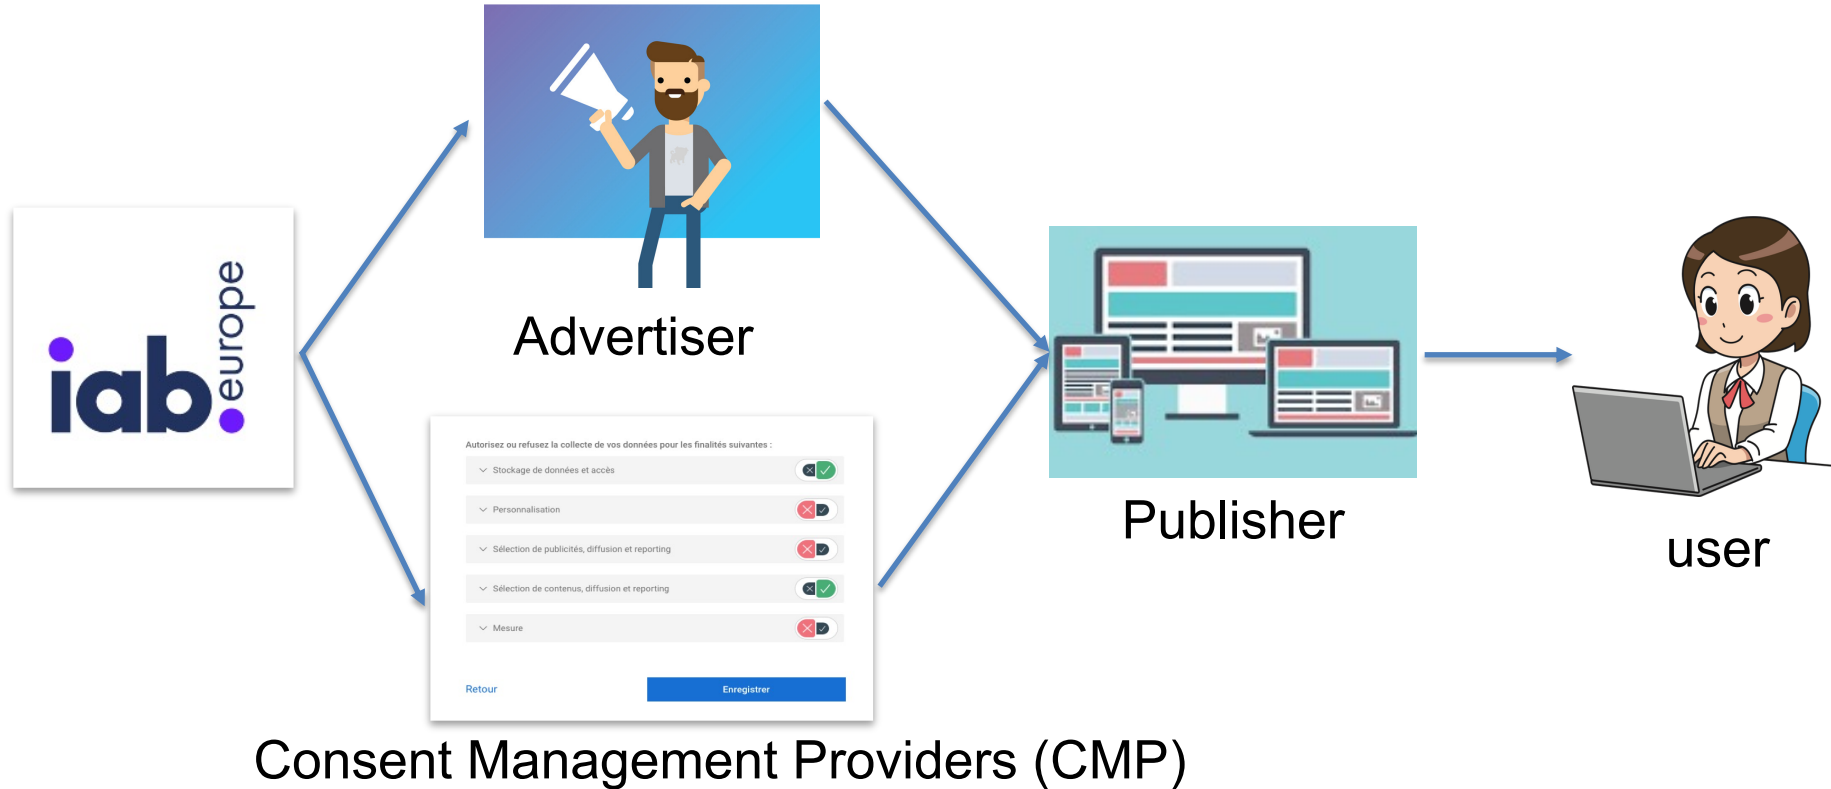 iab
europe
Advertiser
Autorisez ou refusez la collecte de vos données pour les finalités suivantes :
Stockage de données et accès
Personnalisation
Sélection de publicités, diffusion et reporting
Sélection de contenus, diffusion et reporting
Mesure
Retour
Enregistrer
Consent Management Providers (CMP)
Publisher
user